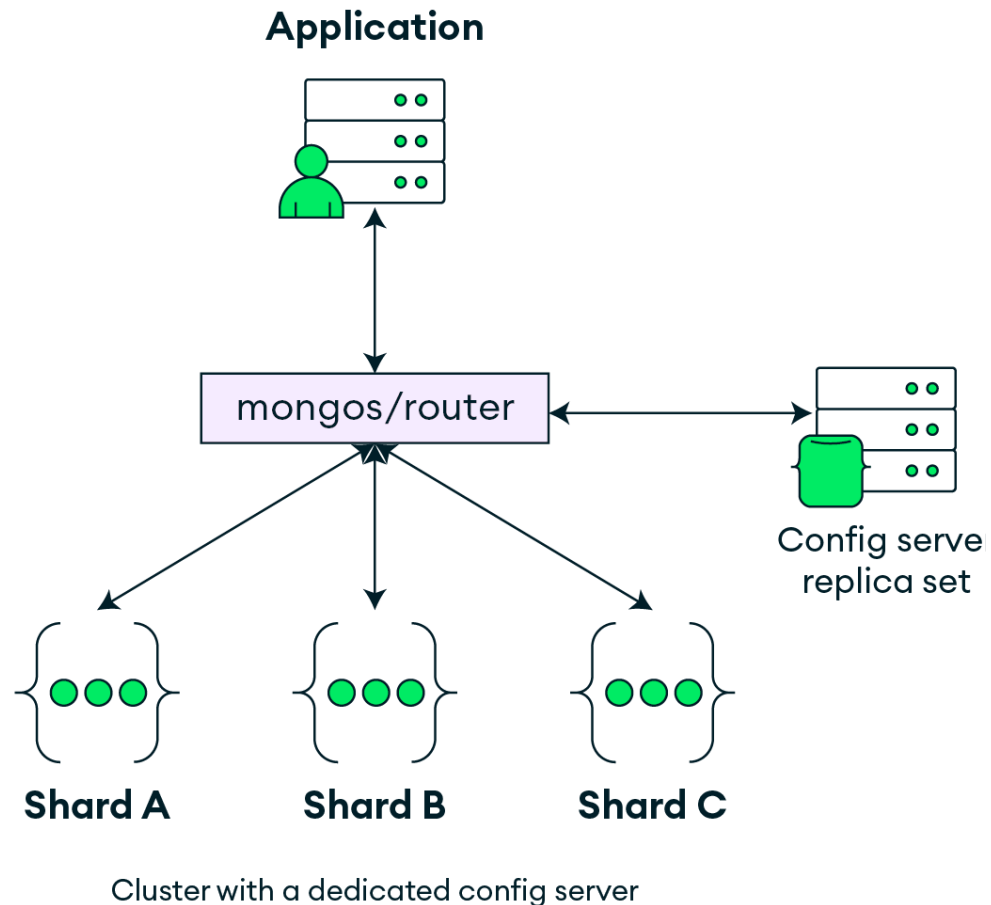 Application
mongos/router
Config server
replica set
Shard A
Shard B
Shard C
Cluster with a dedicated config server